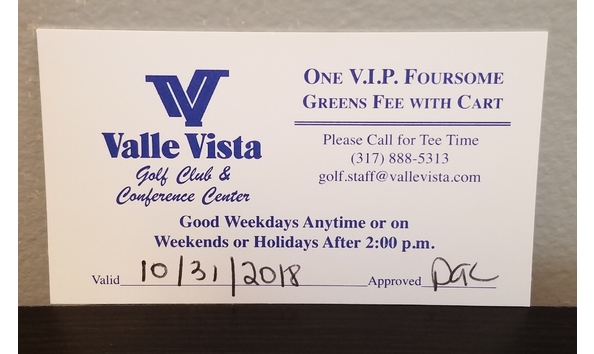 Valle Vista
Golf Club &
Conference Center
ONE V.I.P. FOURSOME
GREENS FEE WITH CART
Please Call for Tee Time
(317) 888-5313
golf.staff@vallevista.com
Good Weekdays Anytime or on
Weekends or Holidays After 2:00 p.m.
Valid 10/31/2018 Approved